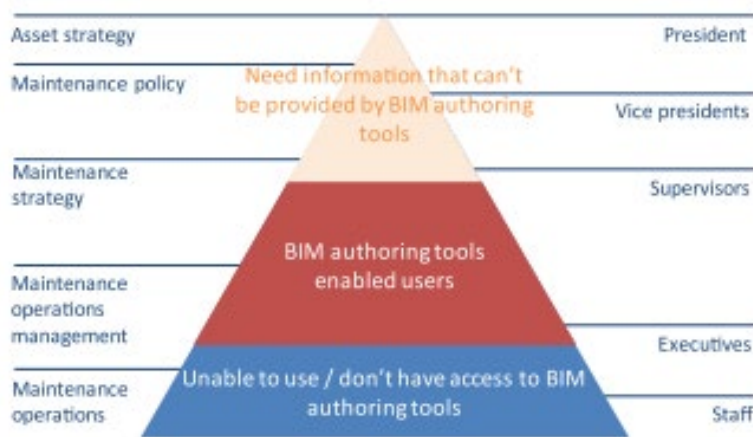 Asset strategy
Maintenance policy
Maintenance
strategy
Maintenance
operations
management
Maintenance
operations
Need information that can't
be provided by BIM authoring
tools
BIM authoring tools
enabled users
Unable to use / don't have access to BIM
authoring tools
President
Vice presidents
Supervisors
Executives
Staff